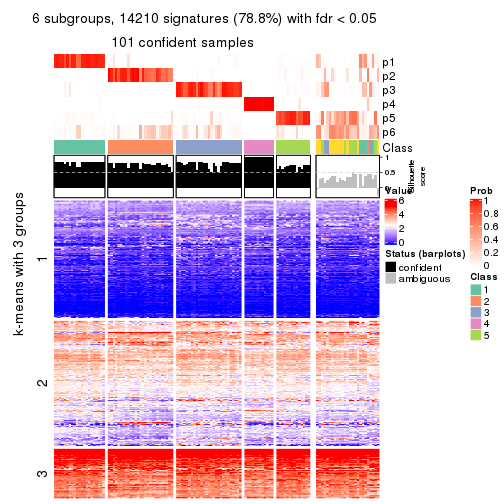 6 subgroups, 14210 signatures (78.8%) with fdr < 0.05
101 confident samples
p1
p2
p3
p4
p5
p6
Class
1
0.5
0
Silhouette
score
k-means with 3 groups
1
2
3
Value
6
4
2
0
Status (barplots)
confident
ambiguous
Prob
1
0.8
0.6
0.4
0.2
0
Class
1
2
3
4
5